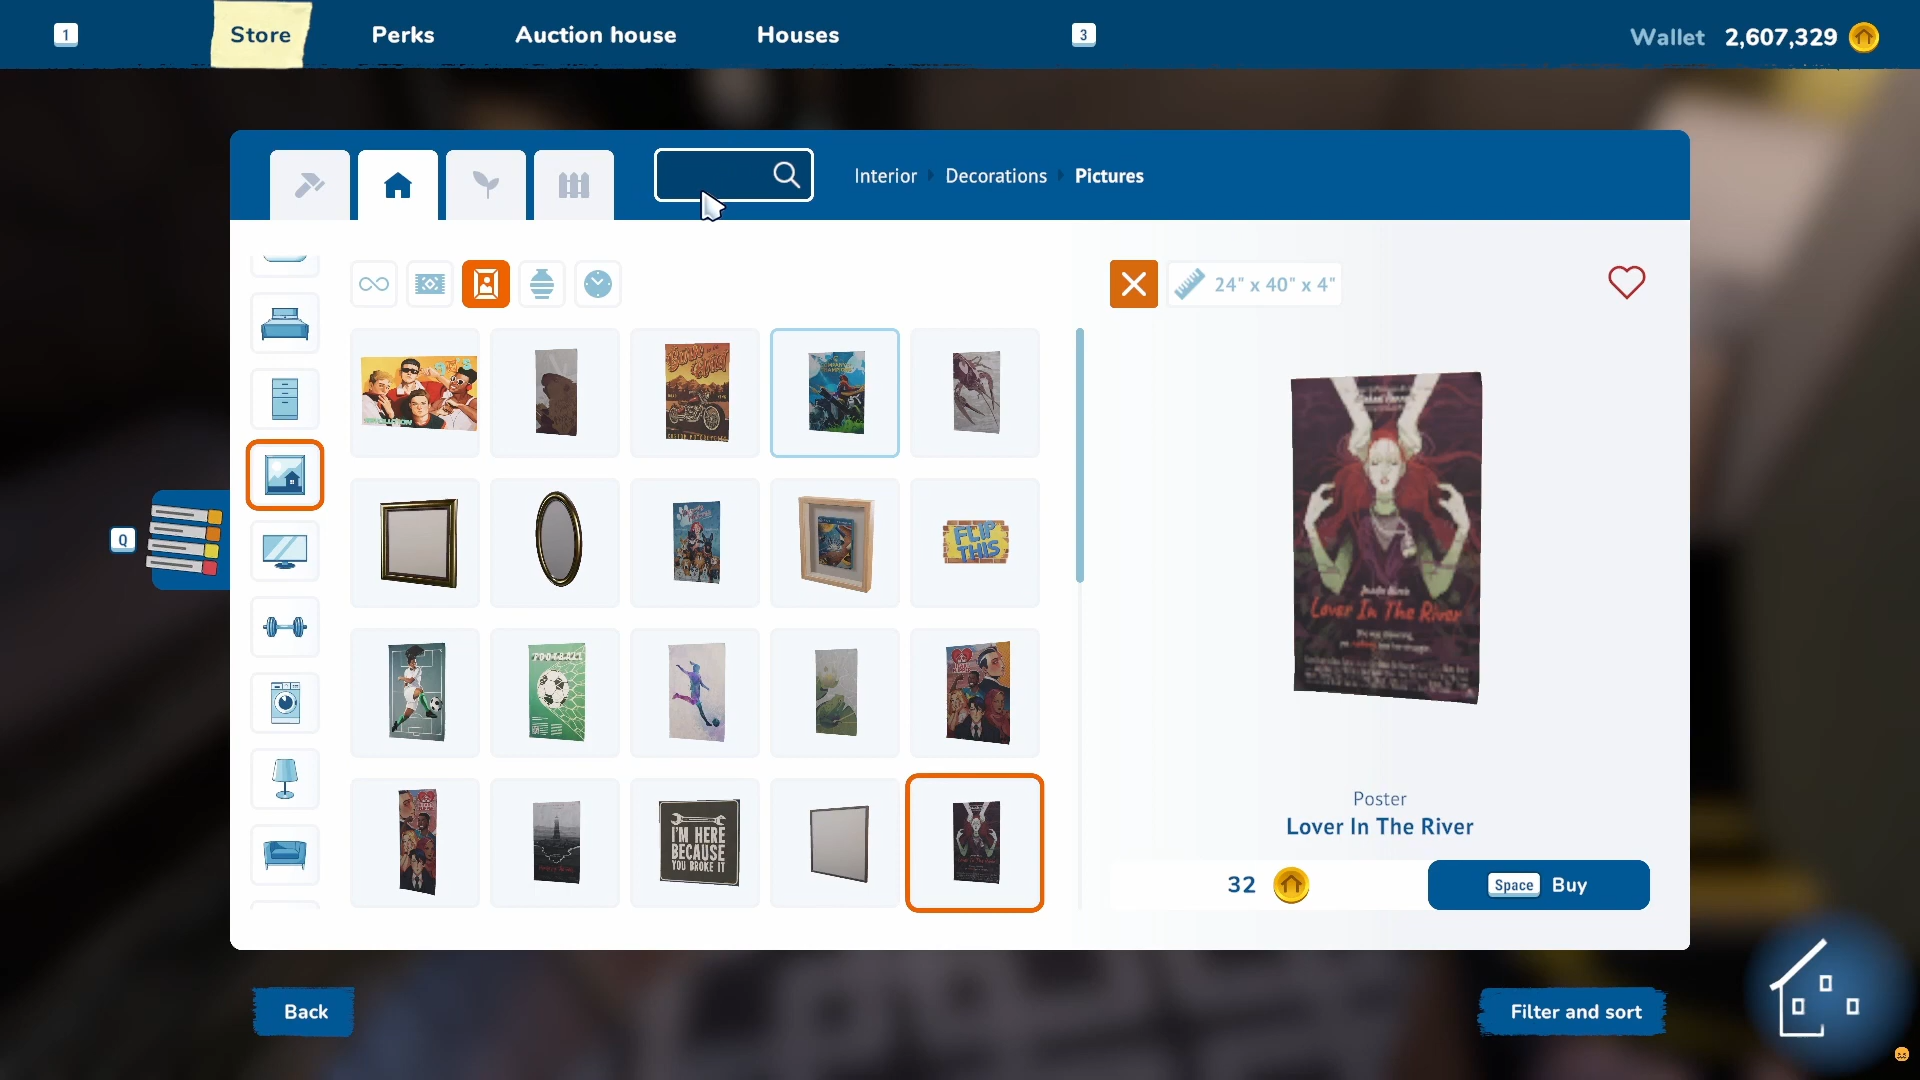 1
Store
Perks
Auction house
Houses
3
Wallet 2,607,329
Interior
Decorations
Pictures
24" x 40" x 4"
Q
FLIP
THIS
FOOTBALL
I'M HERE
BECAUSE
YOU BROKE IT
Lover In The River
Poster
Lover In The River
32
Space
Buy
Back
Filter and sort